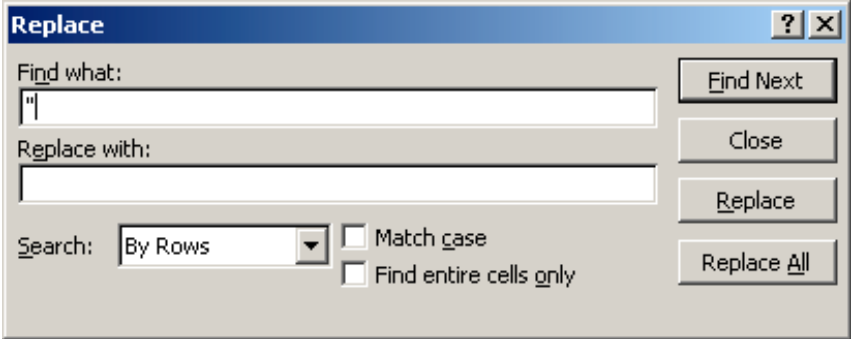 Replace
Find what:
"
Replace with:
Search:
By Rows
Match case
Find entire cells only
Find Next
Close
Replace
Replace All